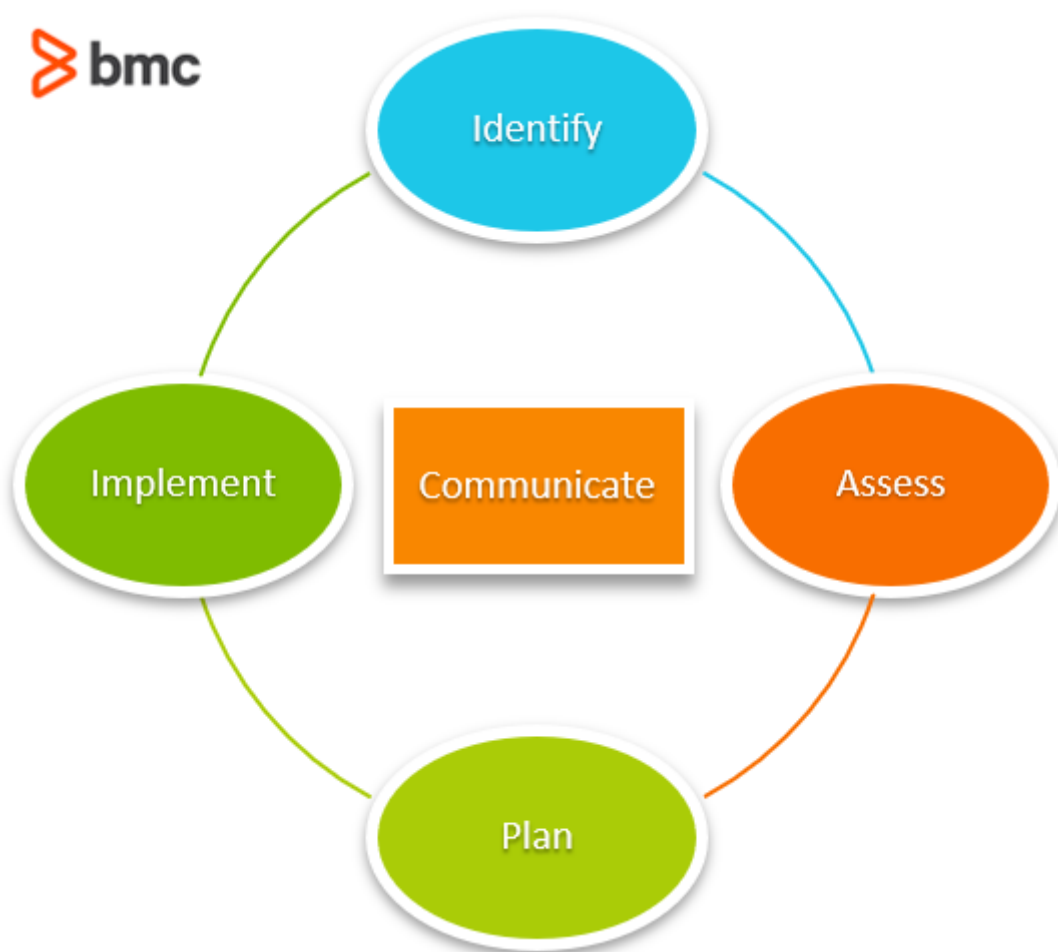 bmc
Identify
Implement
Communicate
Assess
Plan